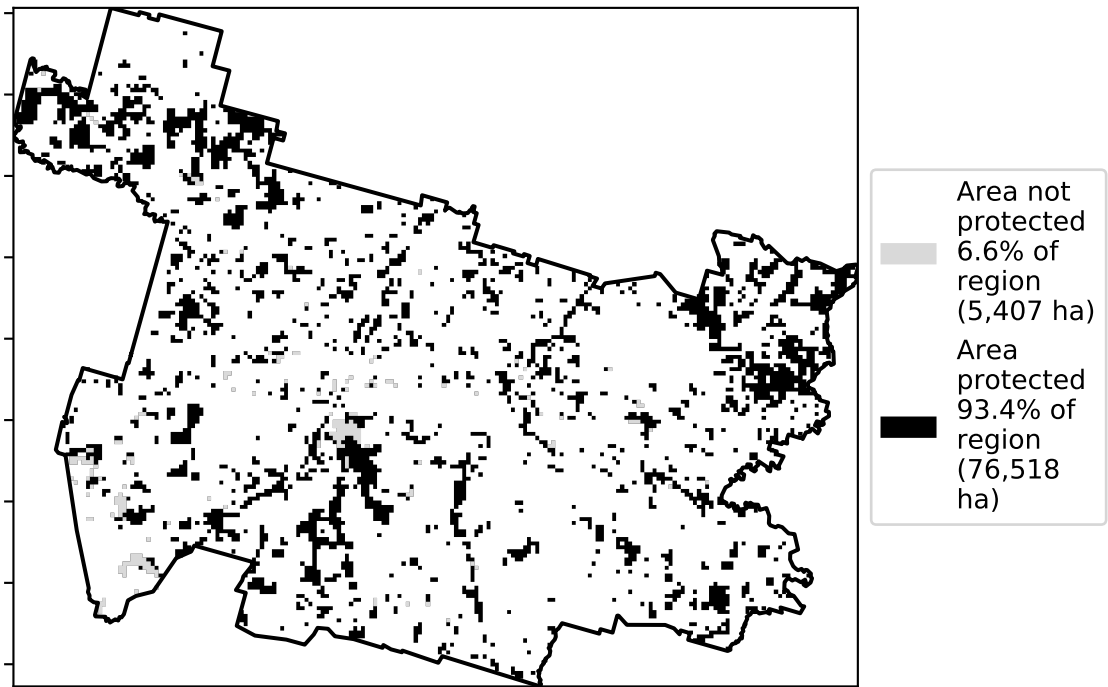 Area not
protected
6.6% of
region
(5,407 ha)
Area
protected
93.4% of
region
(76,518
ha)